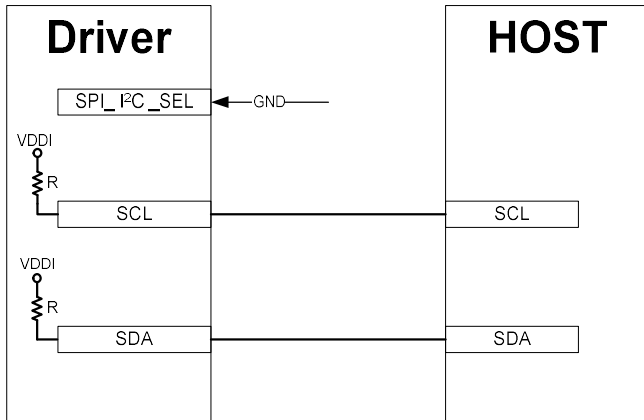 Driver
HOST
SPI_I²C_SEL
GND
VDDI
R
SCL
SCL
VDDI
R
SDA
SDA